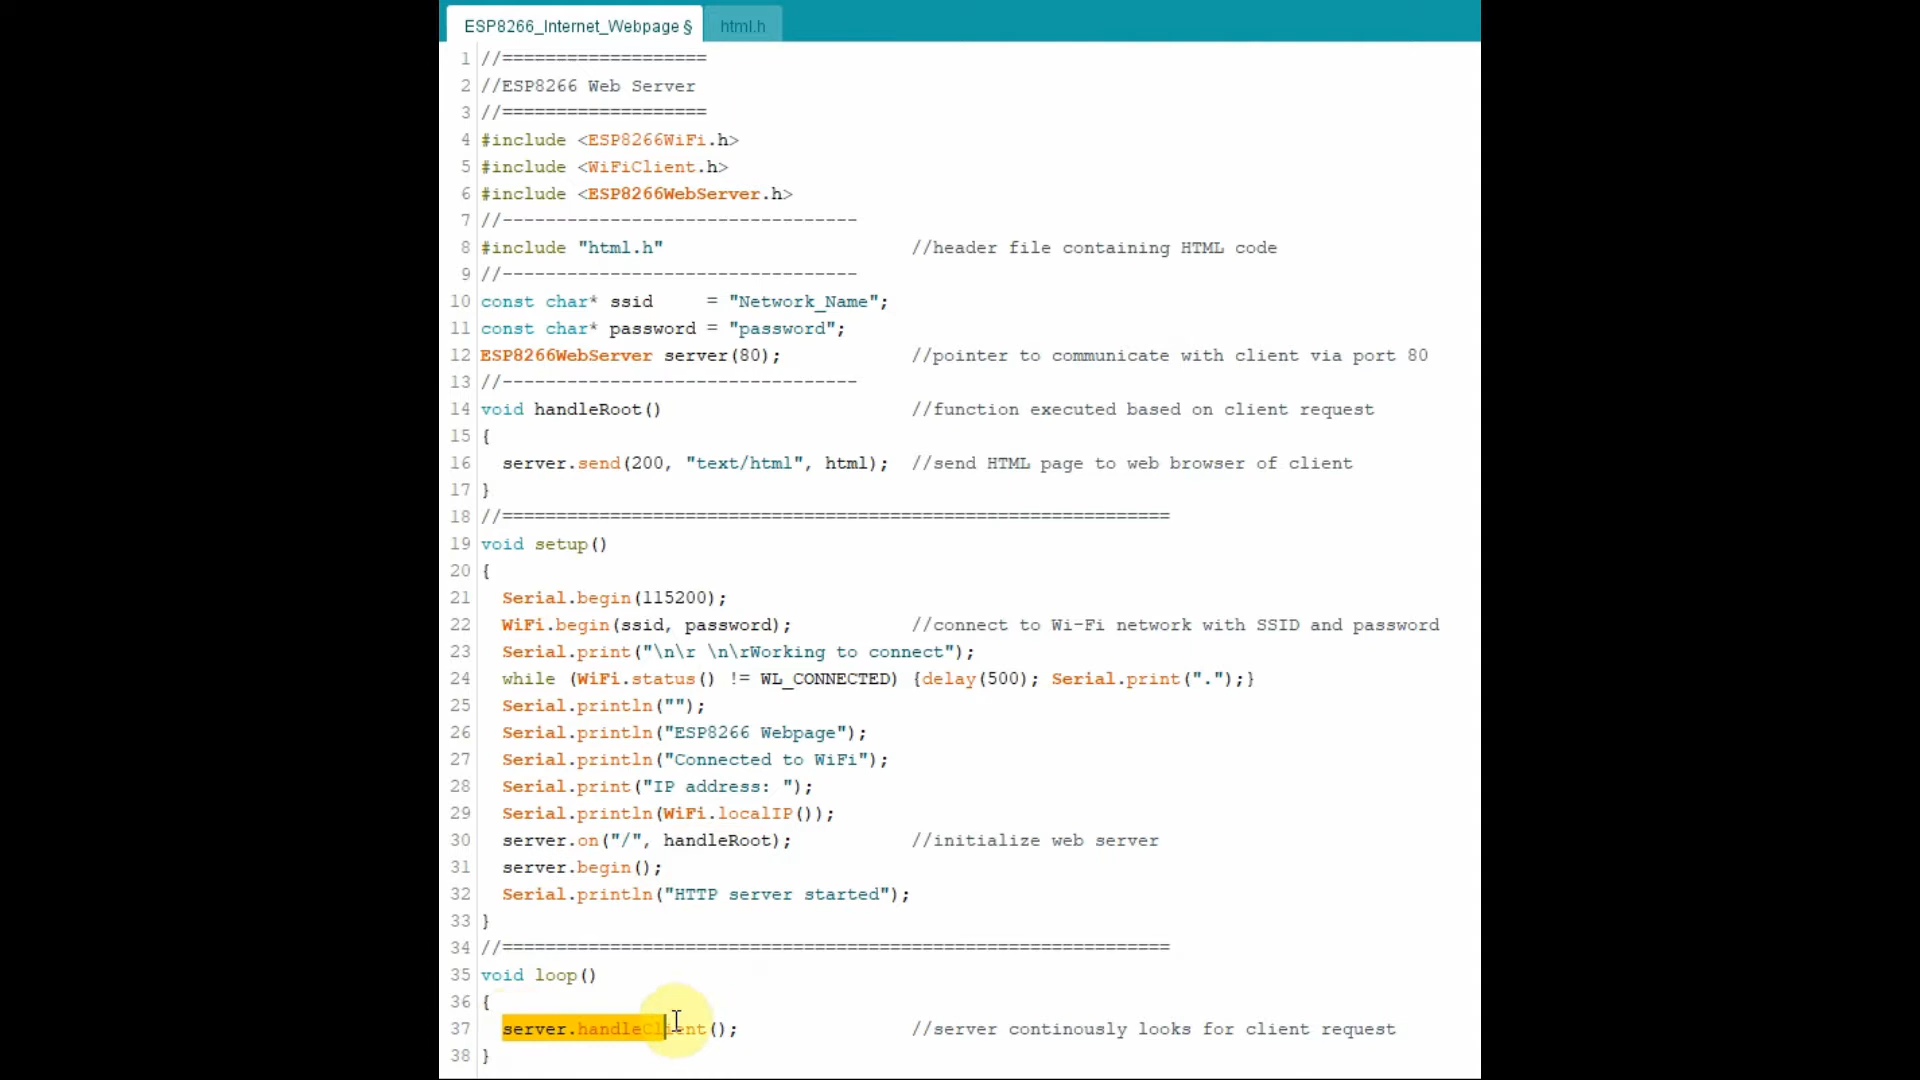 ESP8266_Internet_Webpage § html.h
1 //===================
2 //ESP8266 Web Server
3 //===================
4 #include <ESP8266WiFi.h>
5 #include <WiFiClient.h>
6 #include <ESP8266WebServer.h>
7 //---------------------------------
8 #include "html.h" //header file containing HTML code
9 //---------------------------------
10 const char* ssid     = "Network_Name";
11 const char* password = "password";
12 ESP8266WebServer server(80); //pointer to communicate with client via port 80
13 //---------------------------------
14 void handleRoot() //function executed based on client request
15 {
16   server.send(200, "text/html", html); //send HTML page to web browser of client
17 }
18 //==============================================================
19 void setup()
20 {
21   Serial.begin(115200);
22   WiFi.begin(ssid, password); //connect to Wi-Fi network with SSID and password
23   Serial.print("\n\r \n\rWorking to connect");
24   while (WiFi.status() != WL_CONNECTED) {delay(500); Serial.print(".");}
25   Serial.println("");
26   Serial.println("ESP8266 Webpage");
27   Serial.println("Connected to WiFi");
28   Serial.print("IP address: ");
29   Serial.println(WiFi.localIP());
30   server.on("/", handleRoot); //initialize web server
31   server.begin();
32   Serial.println("HTTP server started");
33 }
34 //==============================================================
35 void loop()
36 {
37   server.handleClient(); //server continously looks for client request
38 }